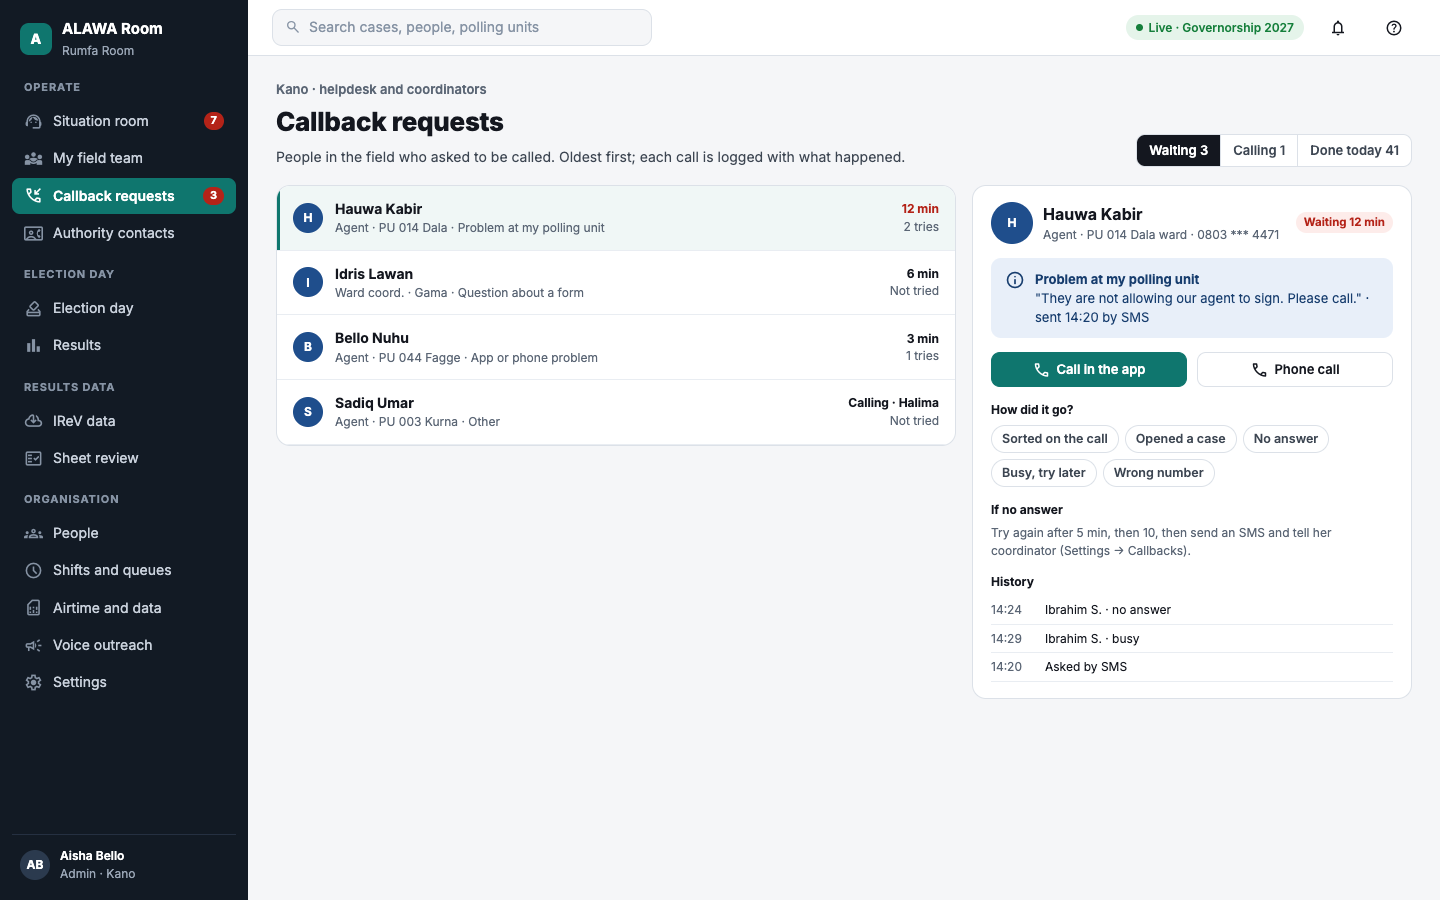 A
ALAWA Room
Rumfa Room
OPERATE
Situation room 7
My field team
Callback requests 3
Authority contacts
ELECTION DAY
Election day
Results
RESULTS DATA
IReV data
Sheet review
ORGANISATION
People
Shifts and queues
Airtime and data
Voice outreach
Settings
AB
Aisha Bello
Admin · Kano
Search cases, people, polling units
Live · Governorship 2027
Kano · helpdesk and coordinators
Callback requests
People in the field who asked to be called. Oldest first; each call is logged with what happened.
Waiting 3 Calling 1 Done today 41
H
Hauwa Kabir 12 min
Agent · PU 014 Dala · Problem at my polling unit 2 tries
I
Idris Lawan 6 min
Ward coord. · Gama · Question about a form Not tried
B
Bello Nuhu 3 min
Agent · PU 044 Fagge · App or phone problem 1 tries
S
Sadiq Umar Calling · Halima
Agent · PU 003 Kurna · Other Not tried
H
Hauwa Kabir
Agent · PU 014 Dala ward · 0803 *** 4471
Waiting 12 min
Problem at my polling unit
"They are not allowing our agent to sign. Please call." ·
sent 14:20 by SMS
Call in the app Phone call
How did it go?
Sorted on the call Opened a case No answer
Busy, try later Wrong number
If no answer
Try again after 5 min, then 10, then send an SMS and tell her
coordinator (Settings → Callbacks).
History
14:24 Ibrahim S. · no answer
14:29 Ibrahim S. · busy
14:20 Asked by SMS